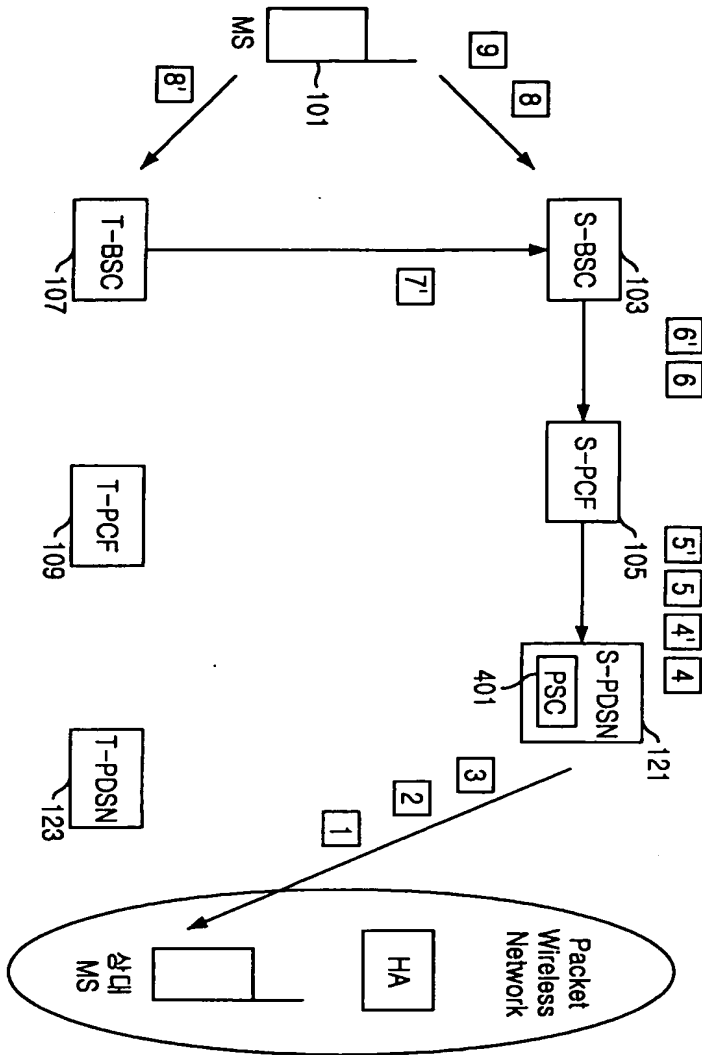 6' 6
5' 5 4' 4
103
105
121
S-BSC
S-PCF
S-PDSN
PSC
401
8
9
3
2
1
7'
Packet
Wireless
Network
HA
101
MS
8'
T-BSC
107
T-PCF
109
T-PDSN
123
상대
MS